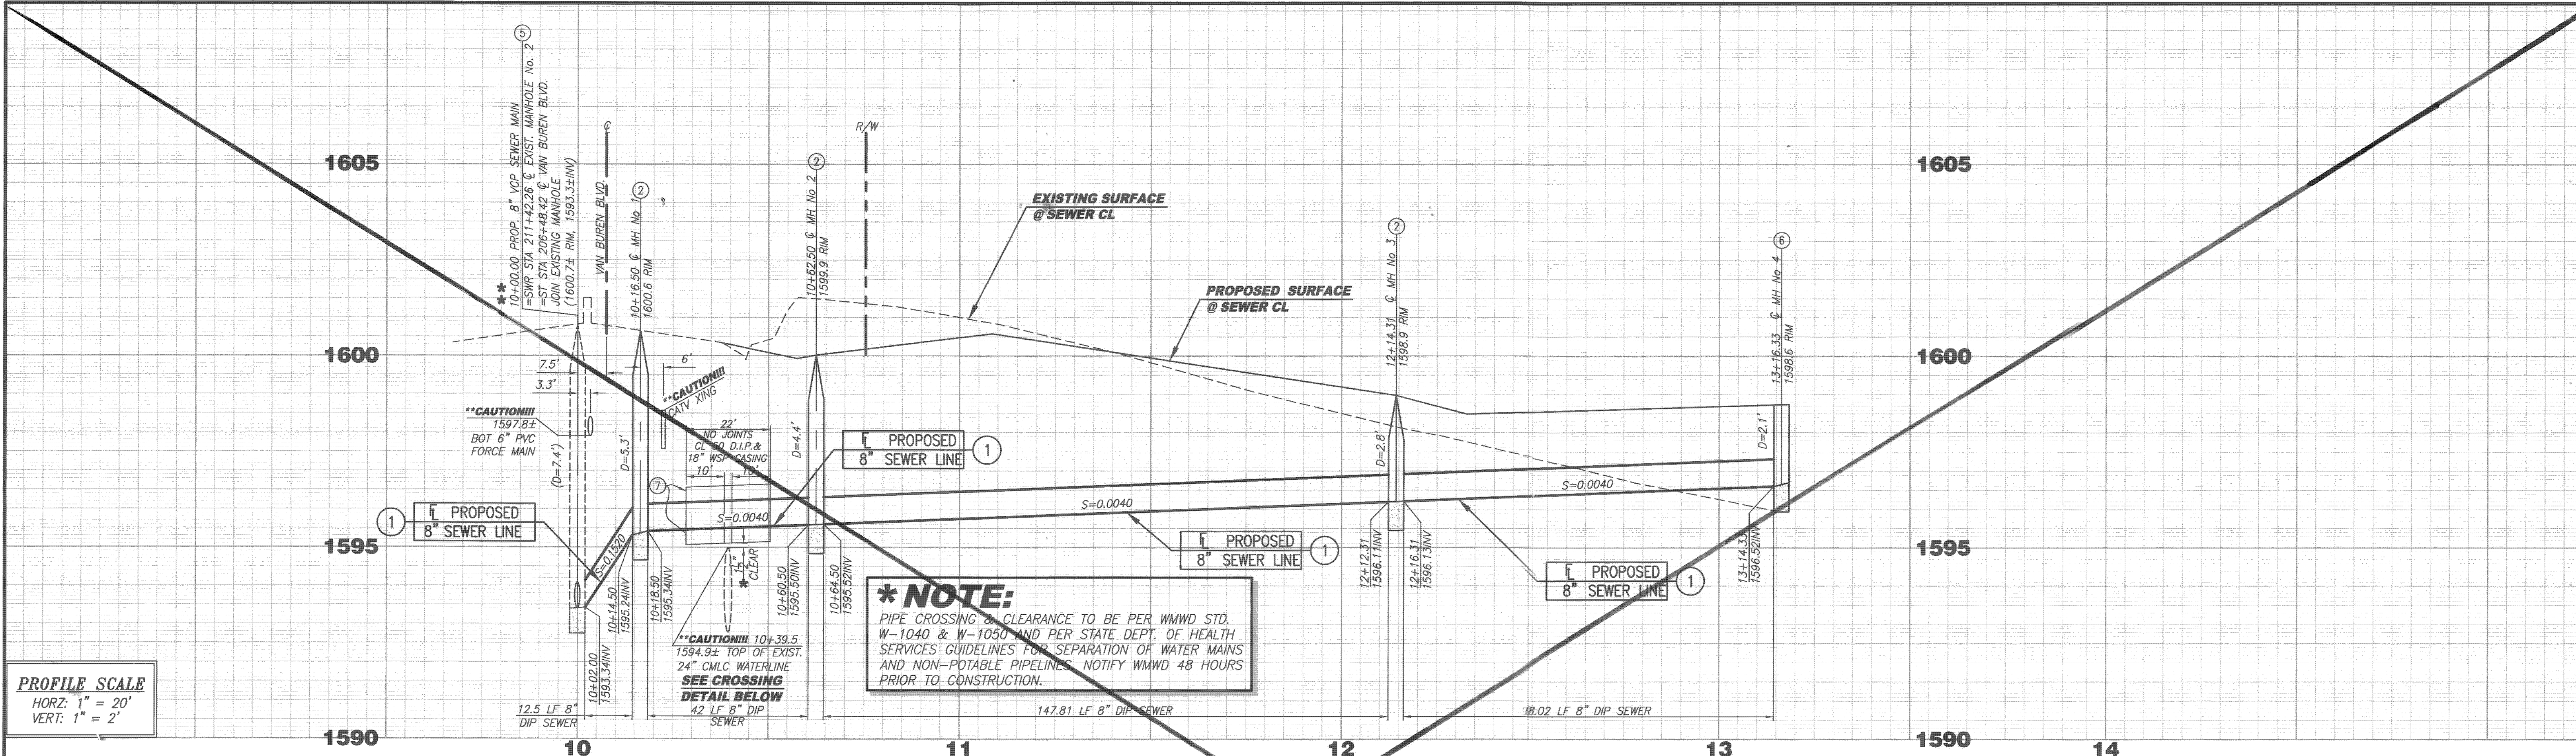 5
10+00.00 PROP. 8" VCP SEWER MAIN
=SWR STA 211+42.26 ℄ EXIST. MANHOLE No. 2
=ST STA 206+48.42 ℄ VAN BUREN BLVD.
JOIN EXISTING MANHOLE
(1600.7± RIM, 1593.3±INV)
**
℄
VAN BUREN BLVD.
2
10+16.50 ℄ MH No 1
1600.6 RIM
2
10+62.50 ℄ MH No 2
1599.9 RIM
R/W
EXISTING SURFACE
@ SEWER CL
PROPOSED SURFACE
@ SEWER CL
2
12+14.31 ℄ MH No 3
1598.9 RIM
6
13+16.33 ℄ MH No 4
1598.6 RIM
1605
1605
1600
1600
1595
1595
1590
1590
7.5'
3.3'
6'
**CAUTION!!!
CATV XING
**CAUTION!!!
1597.8±
BOT 6" PVC
FORCE MAIN
(D=7.4')
D=5.3'
D=4.4'
D=2.8'
D=2.1'
22'
NO JOINTS
CL 50 D.I.P.&
18" WSP CASING
10'
10'
7
PROPOSED
8" SEWER LINE
1
1
PROPOSED
8" SEWER LINE
PROPOSED
8" SEWER LINE
1
PROPOSED
8" SEWER LINE
1
S=0.1520
S=0.0040
S=0.0040
S=0.0040
CLEAR
*
10+02.00
1593.34INV
10+14.50
1595.24INV
10+18.50
1595.34INV
10+60.50
1595.50INV
10+64.50
1595.52INV
12+12.31
1596.11INV
12+16.31
1596.13INV
13+14.33
1596.52INV
**CAUTION!!! 10+39.5
1594.9± TOP OF EXIST.
24" CMLC WATERLINE
SEE CROSSING
DETAIL BELOW
*NOTE:
PIPE CROSSING & CLEARANCE TO BE PER WMWD STD.
W-1040 & W-1050 AND PER STATE DEPT. OF HEALTH
SERVICES GUIDELINES FOR SEPARATION OF WATER MAINS
AND NON-POTABLE PIPELINES. NOTIFY WMWD 48 HOURS
PRIOR TO CONSTRUCTION.
PROFILE SCALE
HORZ: 1" = 20'
VERT: 1" = 2'
12.5 LF 8"
DIP SEWER
42 LF 8" DIP
SEWER
147.81 LF 8" DIP SEWER
LF 8" DIP SEWER
10
11
12
13
14